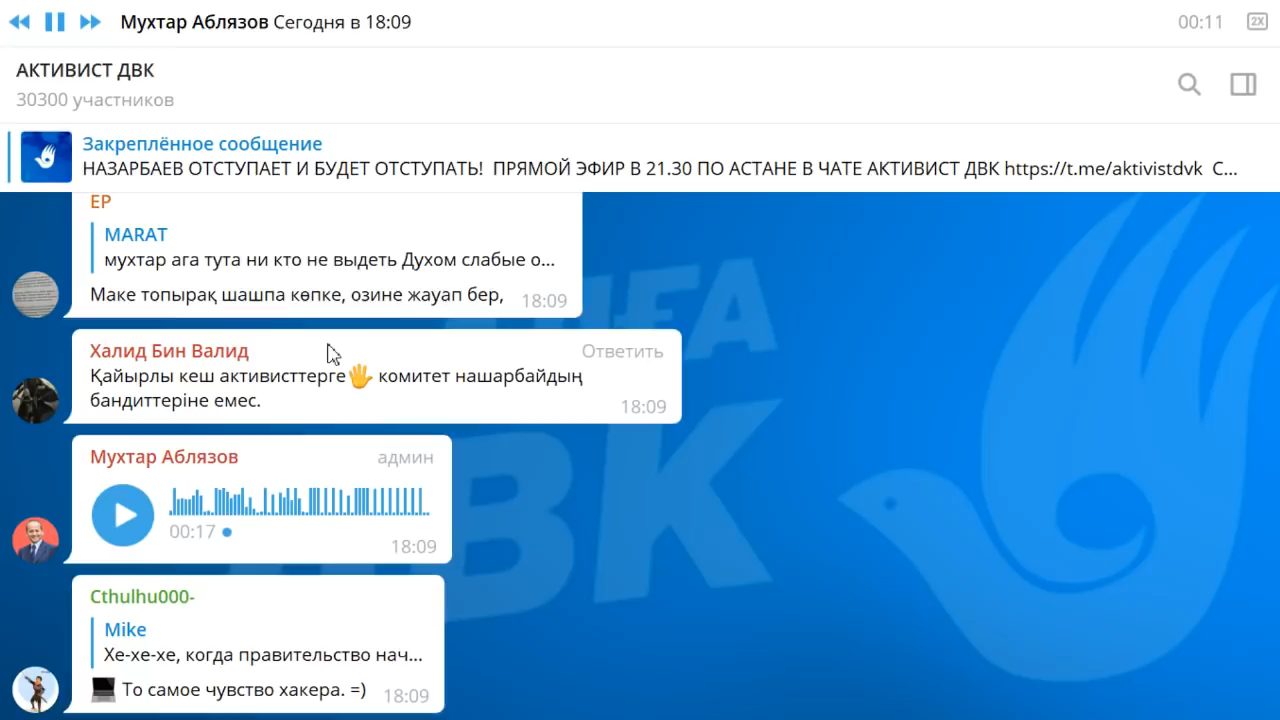 Мухтар Аблязов Сегодня в 18:09
00:11
2X
АКТИВИСТ ДВК
30300 участников
Закреплённое сообщение
НАЗАРБАЕВ ОТСТУПАЕТ И БУДЕТ ОТСТУПАТЬ! ПРЯМОЙ ЭФИР В 21.30 ПО АСТАНЕ В ЧАТЕ АКТИВИСТ ДВК https://t.me/aktivistdvk С...
EP
MARAT
мухтар ага тута ни кто не выдеть Духом слабые о...
Маке топырақ шашпа көпке, озине жауап бер,
18:09
Халид Бин Валид
Ответить
Қайырлы кеш активисттерге🖐 комитет нашарбайдың
бандиттеріне емес.
18:09
Мухтар Аблязов
админ
00:17
18:09
Cthulhu000-
Mike
Хе-хе-хе, когда правительство нач...
💻 То самое чувство хакера. =)
18:09